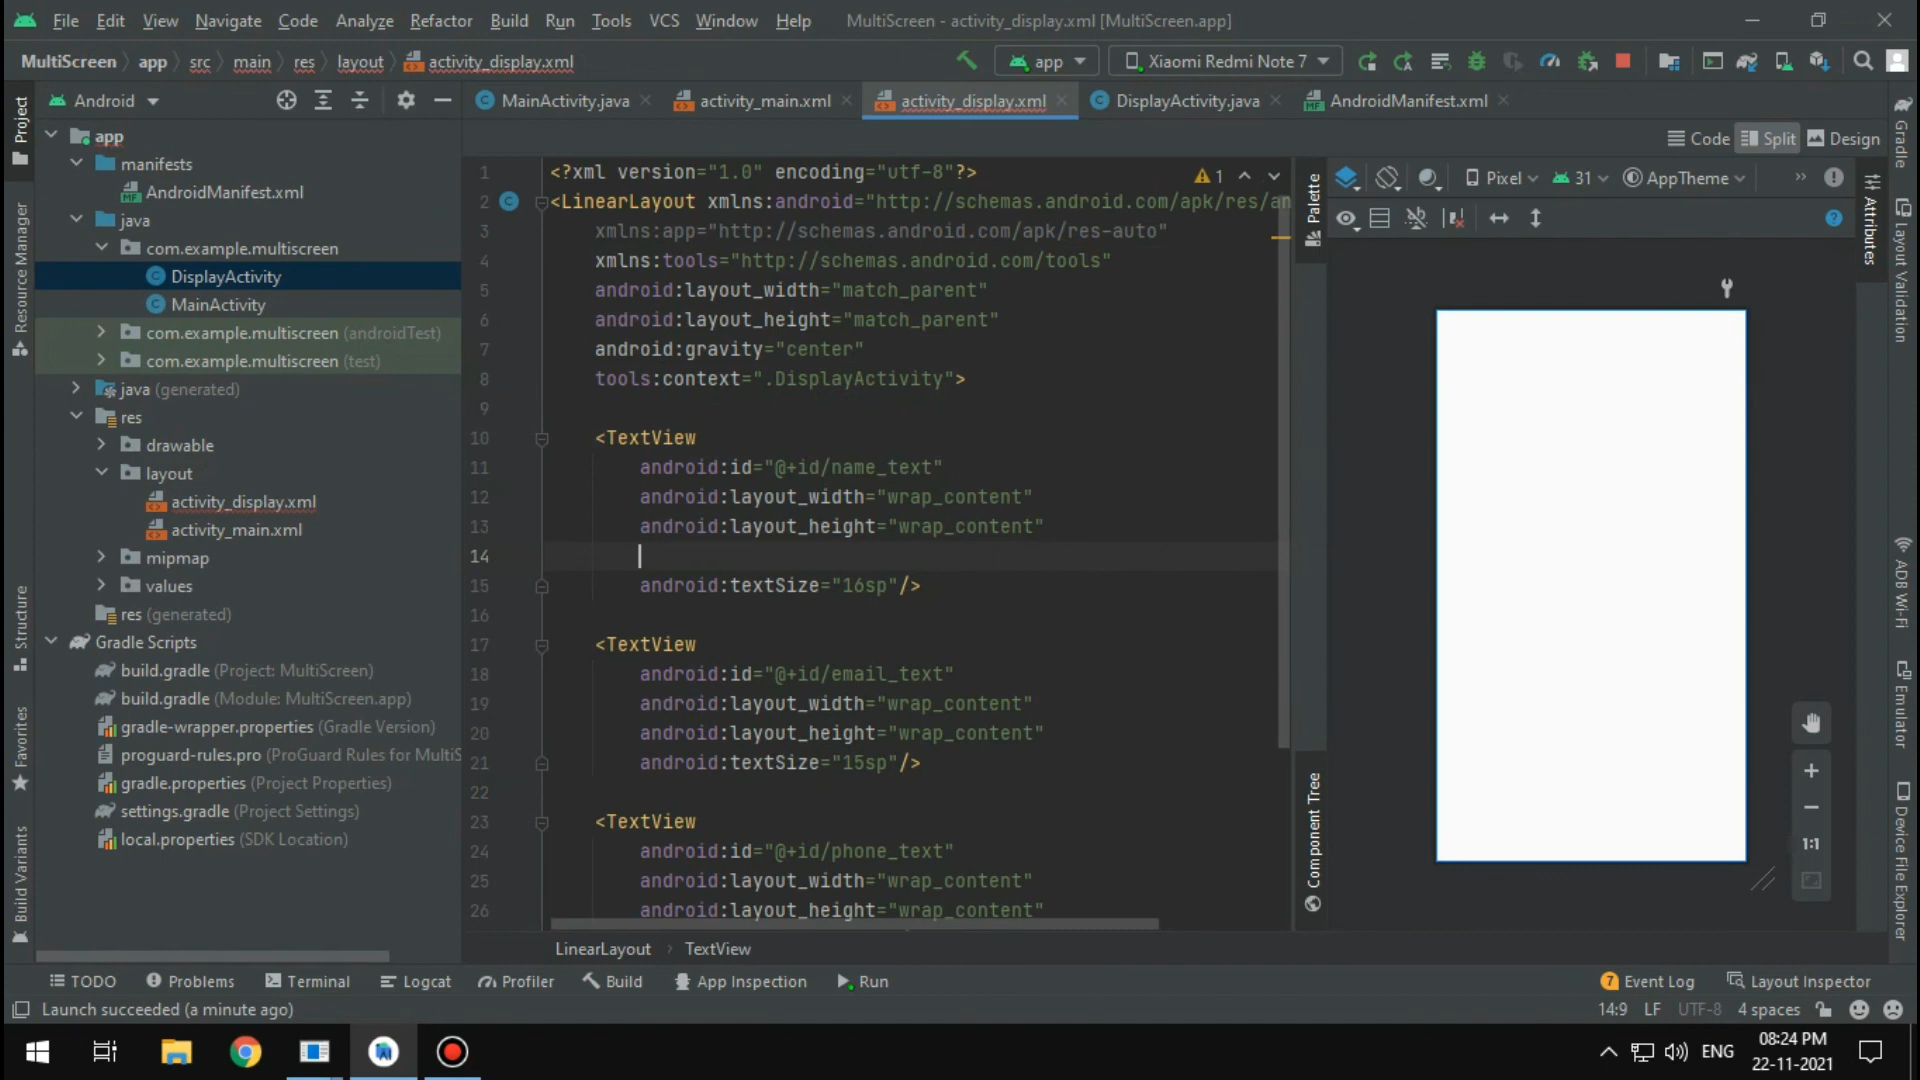 File Edit View Navigate Code Analyze Refactor Build Run Tools VCS Window Help MultiScreen - activity_display.xml [MultiScreen.app]
MultiScreen app src main res layout activity_display.xml app Xiaomi Redmi Note 7
Android MainActivity.java activity_main.xml activity_display.xml DisplayActivity.java AndroidManifest.xml
Code Split Design
Pixel 31 AppTheme
app
manifests
AndroidManifest.xml
java
com.example.multiscreen
DisplayActivity
MainActivity
com.example.multiscreen (androidTest)
com.example.multiscreen (test)
java (generated)
res
drawable
layout
activity_display.xml
activity_main.xml
mipmap
values
res (generated)
Gradle Scripts
build.gradle (Project: MultiScreen)
build.gradle (Module: MultiScreen.app)
gradle-wrapper.properties (Gradle Version)
proguard-rules.pro (ProGuard Rules for MultiS
gradle.properties (Project Properties)
settings.gradle (Project Settings)
local.properties (SDK Location)
1 <?xml version="1.0" encoding="utf-8"?> 1
2 <LinearLayout xmlns:android="http://schemas.android.com/apk/res/an
3 xmlns:app="http://schemas.android.com/apk/res-auto"
4 xmlns:tools="http://schemas.android.com/tools"
5 android:layout_width="match_parent"
6 android:layout_height="match_parent"
7 android:gravity="center"
8 tools:context=".DisplayActivity">
9
10 <TextView
11 android:id="@+id/name_text"
12 android:layout_width="wrap_content"
13 android:layout_height="wrap_content"
14
15 android:textSize="16sp"/>
16
17 <TextView
18 android:id="@+id/email_text"
19 android:layout_width="wrap_content"
20 android:layout_height="wrap_content"
21 android:textSize="15sp"/>
22
23 <TextView
24 android:id="@+id/phone_text"
25 android:layout_width="wrap_content"
26 android:layout_height="wrap_content"
LinearLayout TextView
Project
Resource Manager
Structure
Favorites
Build Variants
Palette
Component Tree
Attributes
1:1
Gradle
Layout Validation
ADB Wi-Fi
Emulator
Device File Explorer
TODO Problems Terminal Logcat Profiler Build App Inspection Run 7 Event Log Layout Inspector
Launch succeeded (a minute ago) 14:9 LF UTF-8 4 spaces
ENG 08:24 PM
22-11-2021